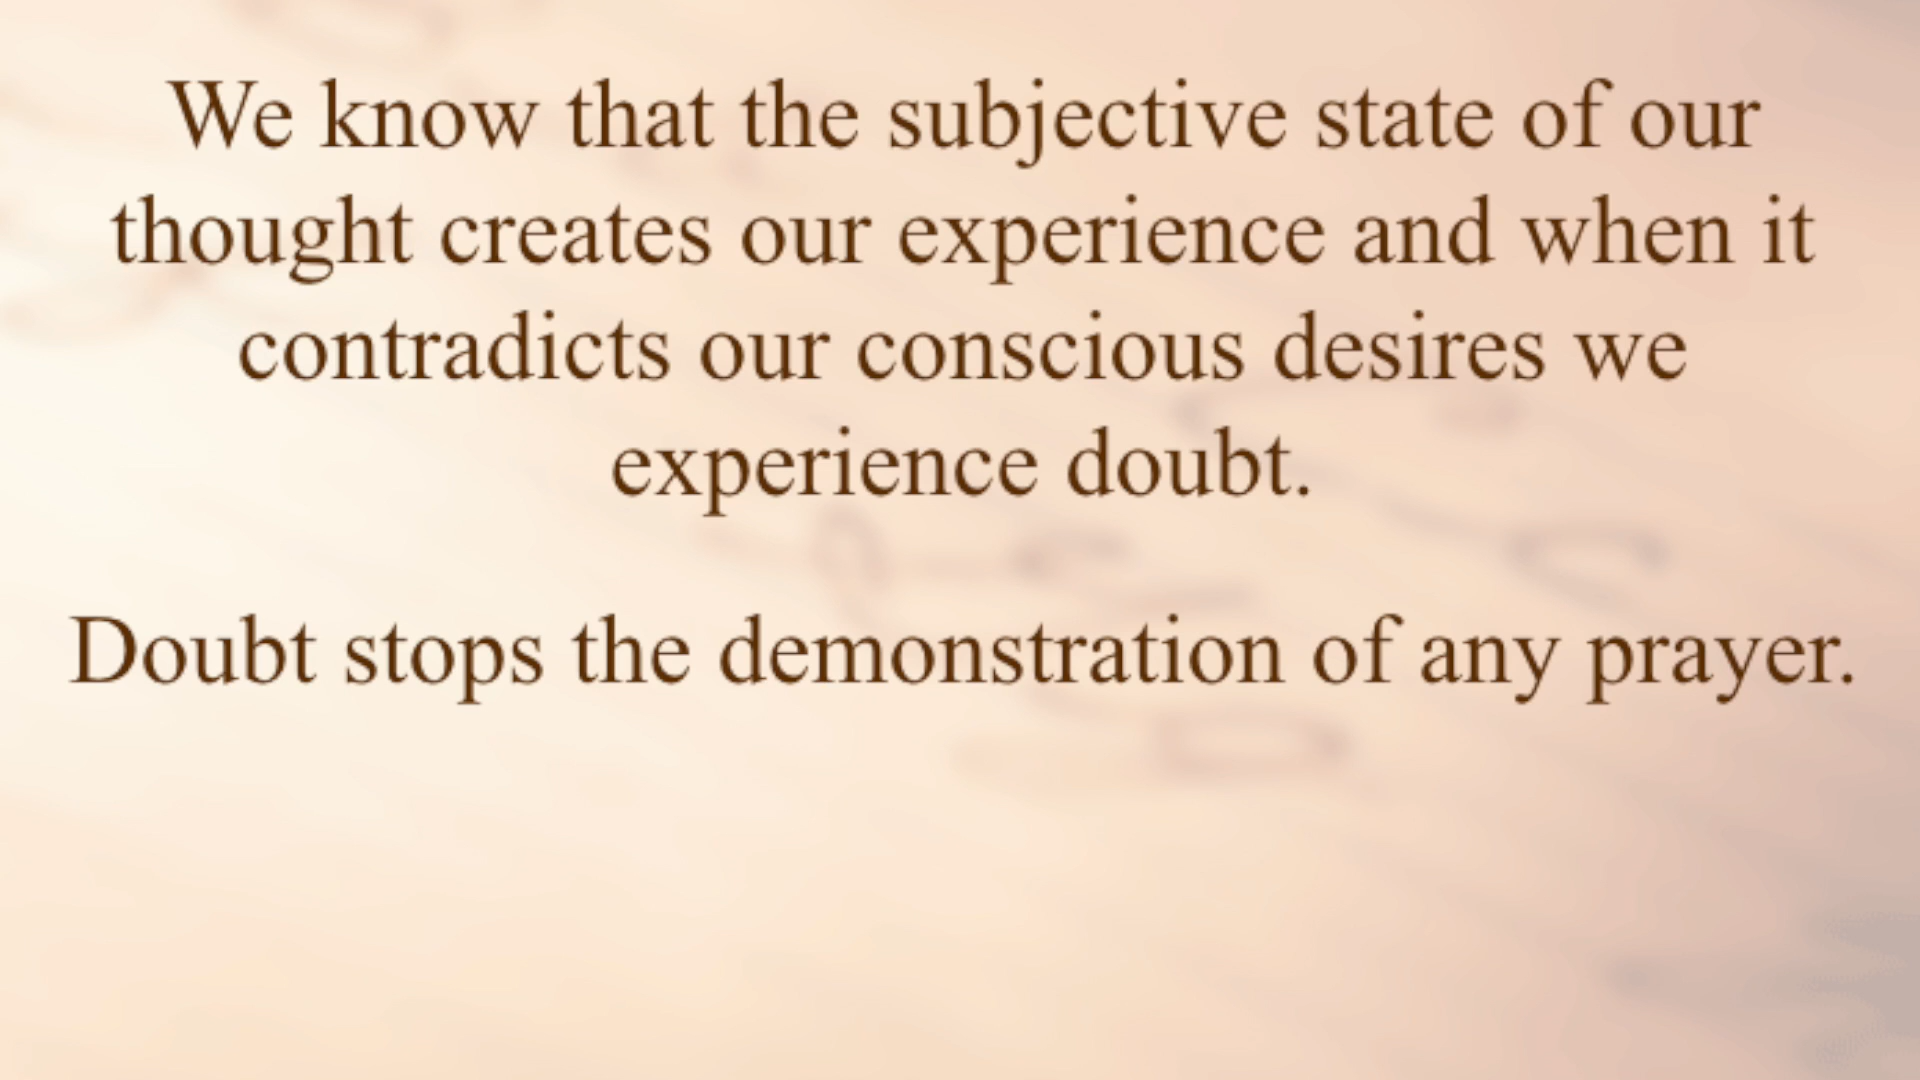 We know that the subjective state of our
thought creates our experience and when it
contradicts our conscious desires we
experience doubt.
Doubt stops the demonstration of any prayer.